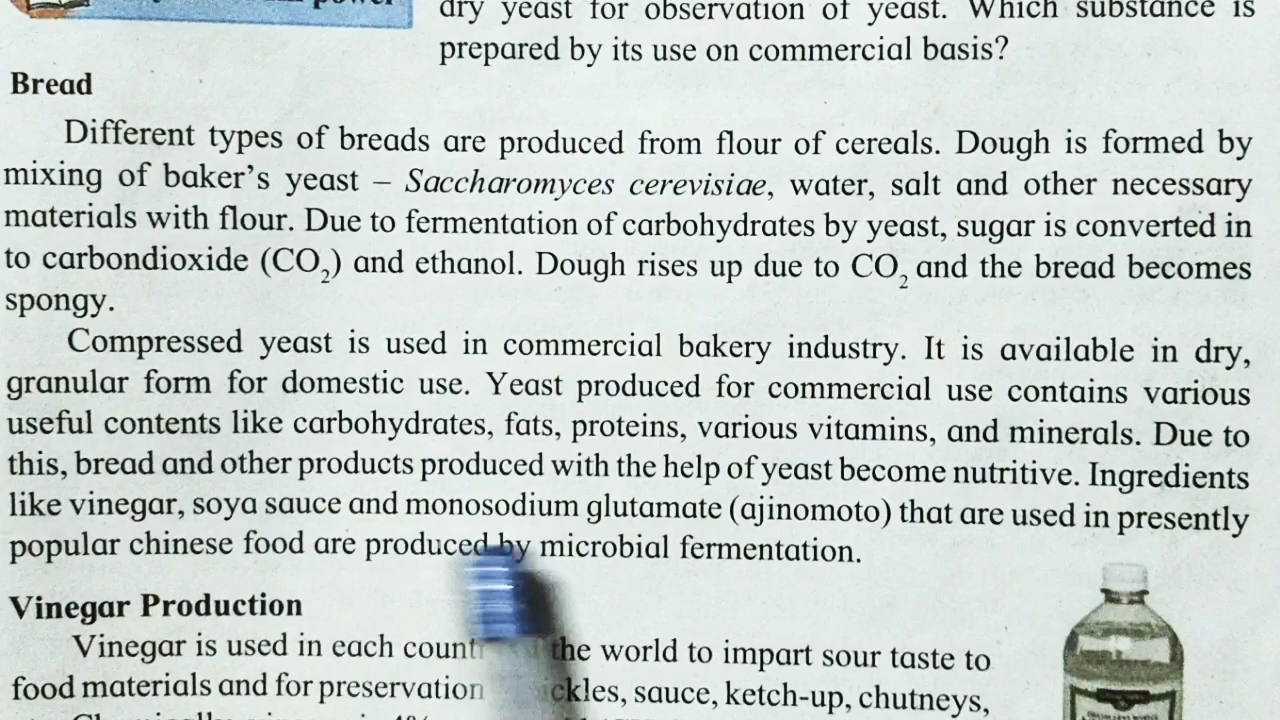 power
dry yeast for observation of yeast. Which substance is
prepared by its use on commercial basis?
Bread
Different types of breads are produced from flour of cereals. Dough is formed by
mixing of baker's yeast – Saccharomyces cerevisiae, water, salt and other necessary
materials with flour. Due to fermentation of carbohydrates by yeast, sugar is converted in
to carbondioxide (CO₂) and ethanol. Dough rises up due to CO₂ and the bread becomes
spongy.
Compressed yeast is used in commercial bakery industry. It is available in dry,
granular form for domestic use. Yeast produced for commercial use contains various
useful contents like carbohydrates, fats, proteins, various vitamins, and minerals. Due to
this, bread and other products produced with the help of yeast become nutritive. Ingredients
like vinegar, soya sauce and monosodium glutamate (ajinomoto) that are used in presently
popular chinese food are produced by microbial fermentation.
Vinegar Production
Vinegar is used in each the world to impart sour taste to
food materials and for preservation sauce, ketch-up, chutneys,